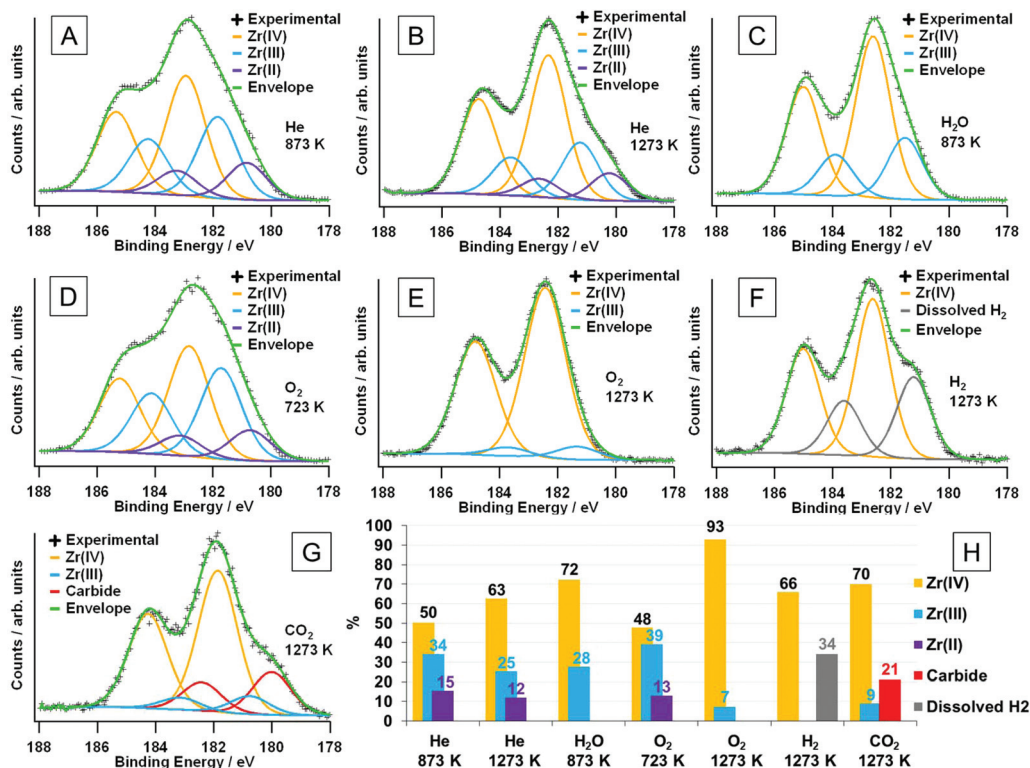 A
✚ Experimental
Zr(IV)
Zr(III)
Zr(II)
Envelope
He
873 K
Counts / arb. units
188 186 184 182 180 178
Binding Energy / eV
B
✚ Experimental
Zr(IV)
Zr(III)
Zr(II)
Envelope
He
1273 K
Counts / arb. units
188 186 184 182 180 178
Binding Energy / eV
C
✚ Experimental
Zr(IV)
Zr(III)
Envelope
H₂O
873 K
Counts / arb. units
188 186 184 182 180 178
Binding Energy / eV
D
✚ Experimental
Zr(IV)
Zr(III)
Zr(II)
Envelope
O₂
723 K
Counts / arb. units
188 186 184 182 180 178
Binding Energy / eV
E
✚ Experimental
Zr(IV)
Zr(III)
Envelope
O₂
1273 K
Counts / arb. units
188 186 184 182 180 178
Binding Energy / eV
F
✚ Experimental
Zr(IV)
Dissolved H₂
Envelope
H₂
1273 K
Counts / arb. units
188 186 184 182 180 178
Binding Energy / eV
G
✚ Experimental
Zr(IV)
Zr(III)
Carbide
Envelope
CO₂
1273 K
Counts / arb. units
188 186 184 182 180 178
Binding Energy / eV
H
100
90
80
70
60
50
40
30
20
10
0
%
50 34 15
63 25 12
72 28
48 39 13
93 7
66 34
70 9 21
He He H₂O O₂ O₂ H₂ CO₂
873 K 1273 K 873 K 723 K 1273 K 1273 K 1273 K
Zr(IV)
Zr(III)
Zr(II)
Carbide
Dissolved H2